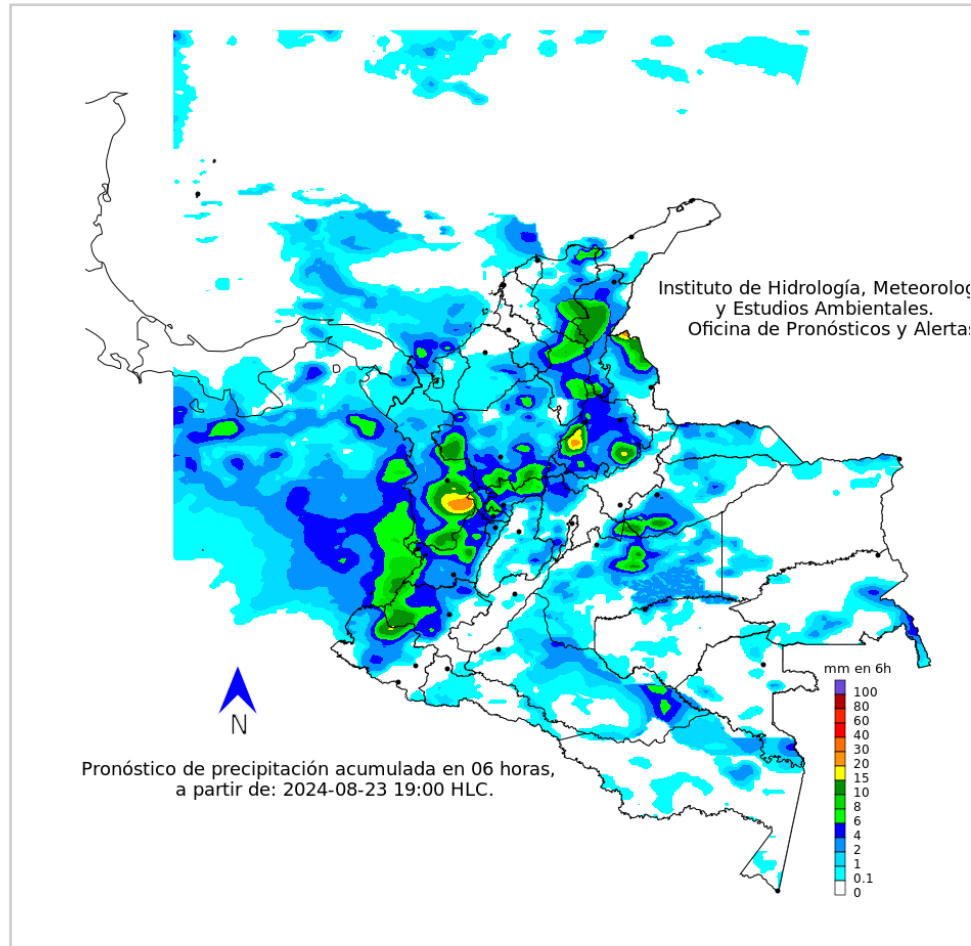 Instituto de Hidrología, Meteorolog
y Estudios Ambientales.
Oficina de Pronósticos y Alertas
mm en 6h
100
80
60
40
30
20
15
10
8
6
4
2
1
0.1
0
N
Pronóstico de precipitación acumulada en 06 horas,
a partir de: 2024-08-23 19:00 HLC.